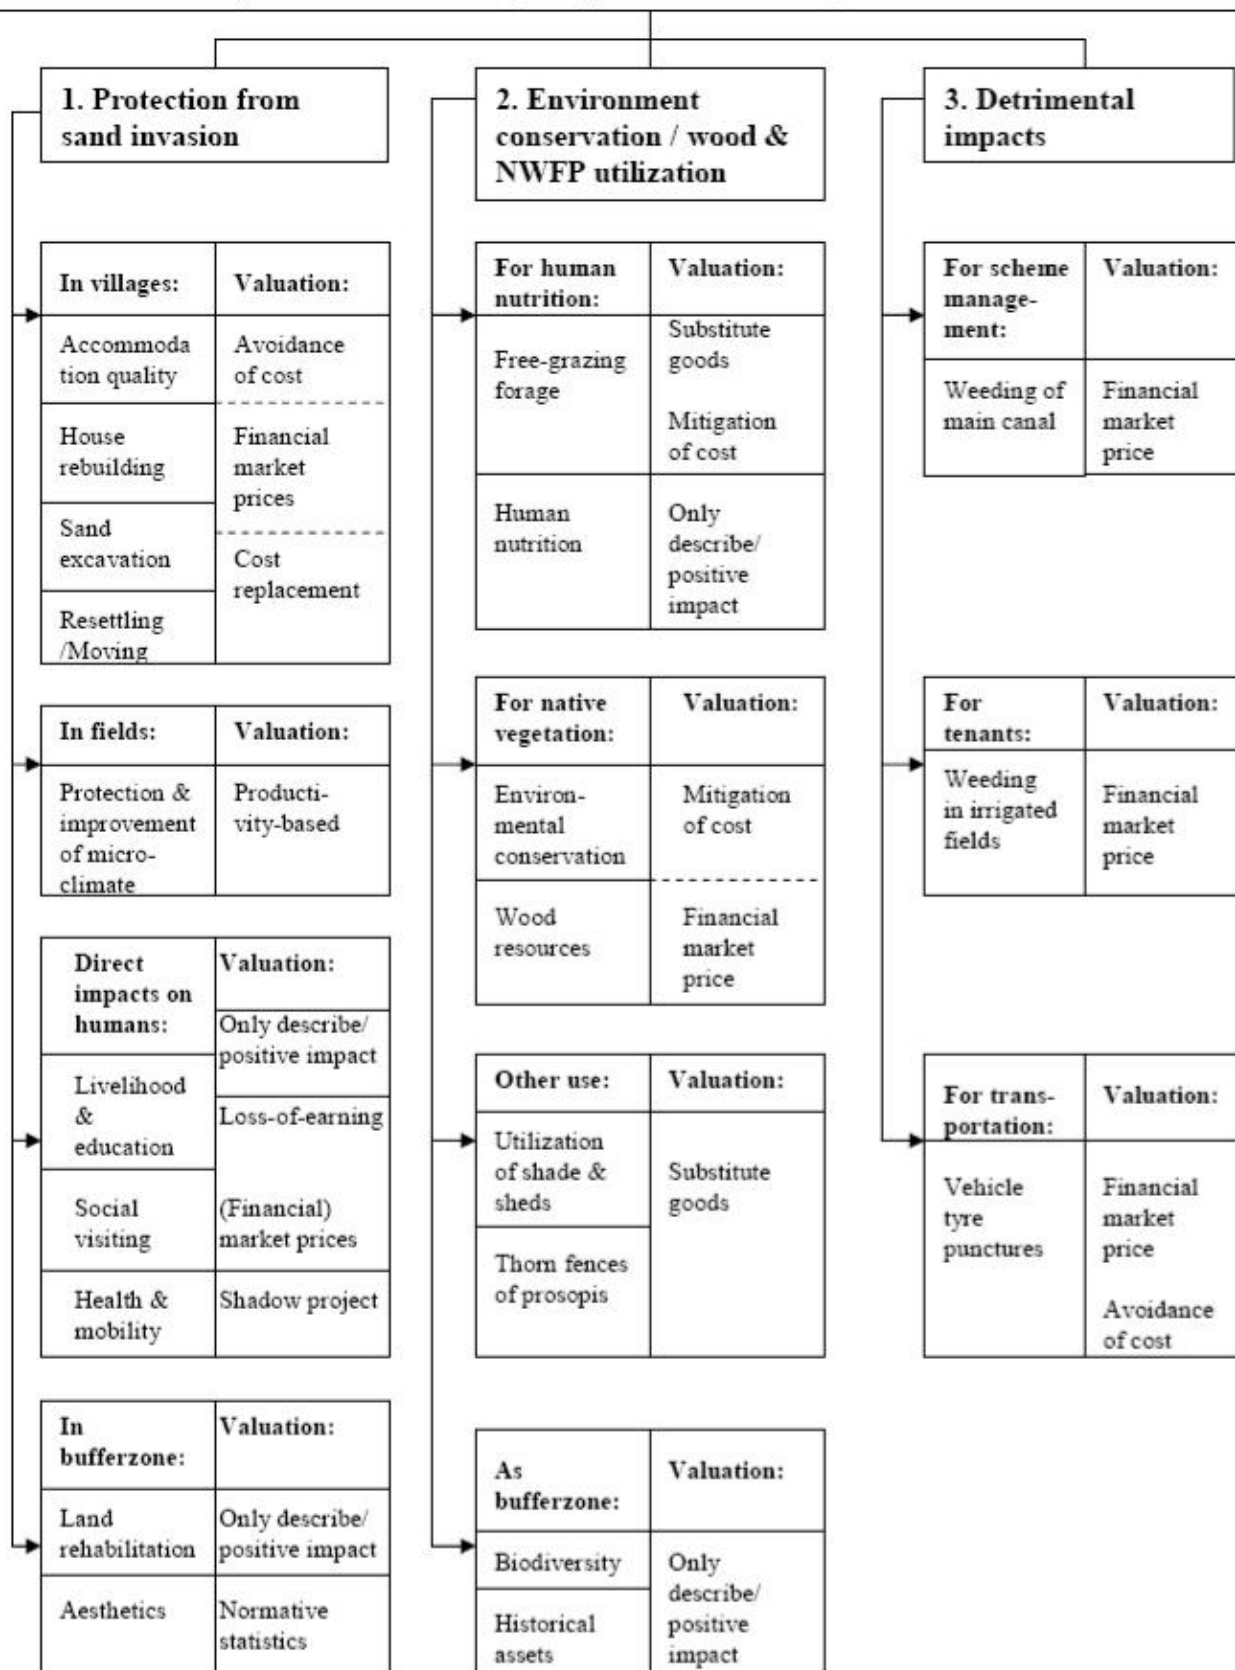 1. Protection from
sand invasion
2. Environment
conservation / wood &
NWFP utilization
3. Detrimental
impacts
In villages:
Valuation:
Accommoda
tion quality
Avoidance
of cost
House
rebuilding
Financial
market
prices
Sand
excavation
Cost
replacement
Resettling
/Moving
In fields:
Valuation:
Protection &
improvement
of micro-
climate
Producti-
vity-based
Direct
impacts on
humans:
Valuation:
Only describe/
positive impact
Livelihood
&
education
Loss-of-earning
Social
visiting
(Financial)
market prices
Health &
mobility
Shadow project
In
bufferzone:
Valuation:
Land
rehabilitation
Only describe/
positive impact
Aesthetics
Normative
statistics
For human
nutrition:
Valuation:
Free-grazing
forage
Substitute
goods
Mitigation
of cost
Human
nutrition
Only
describe/
positive
impact
For native
vegetation:
Valuation:
Environ-
mental
conservation
Mitigation
of cost
Wood
resources
Financial
market
price
Other use:
Valuation:
Utilization
of shade &
sheds
Substitute
goods
Thorn fences
of prosopis
As
bufferzone:
Valuation:
Biodiversity
Only
describe/
positive
impact
Historical
assets
For scheme
manage-
ment:
Valuation:
Weeding of
main canal
Financial
market
price
For
tenants:
Valuation:
Weeding
in irrigated
fields
Financial
market
price
For trans-
portation:
Valuation:
Vehicle
tyre
punctures
Financial
market
price
Avoidance
of cost